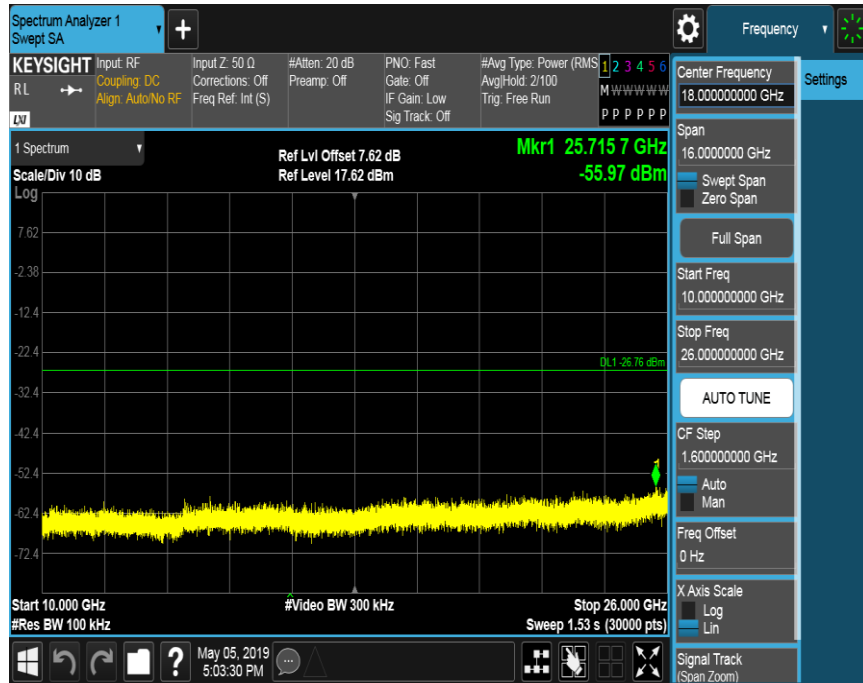 Spectrum Analyzer 1
Swept SA
+
Frequency
KEYSIGHT
RL
LXI
Input: RF
Coupling: DC
Align: Auto/No RF
Input Z: 50 Ω
Corrections: Off
Freq Ref: Int (S)
#Atten: 20 dB
Preamp: Off
PNO: Fast
Gate: Off
IF Gain: Low
Sig Track: Off
#Avg Type: Power (RMS
Avg|Hold: 2/100
Trig: Free Run
1 2 3 4 5 6
M W W W W W
P P P P P P
1 Spectrum
Scale/Div 10 dB
Ref Lvl Offset 7.62 dB
Ref Level 17.62 dBm
Mkr1 25.715 7 GHz
-55.97 dBm
Log
7.62
-2.38
-12.4
-22.4
DL1 -26.76 dBm
-32.4
-42.4
-52.4
1
-62.4
-72.4
Start 10.000 GHz
#Video BW 300 kHz
Stop 26.000 GHz
#Res BW 100 kHz
Sweep 1.53 s (30000 pts)
?
May 05, 2019
5:03:30 PM
Center Frequency
18.000000000 GHz
Settings
Span
16.0000000 GHz
Swept Span
Zero Span
Full Span
Start Freq
10.000000000 GHz
Stop Freq
26.000000000 GHz
AUTO TUNE
CF Step
1.600000000 GHz
Auto
Man
Freq Offset
0 Hz
X Axis Scale
Log
Lin
Signal Track
(Span Zoom)